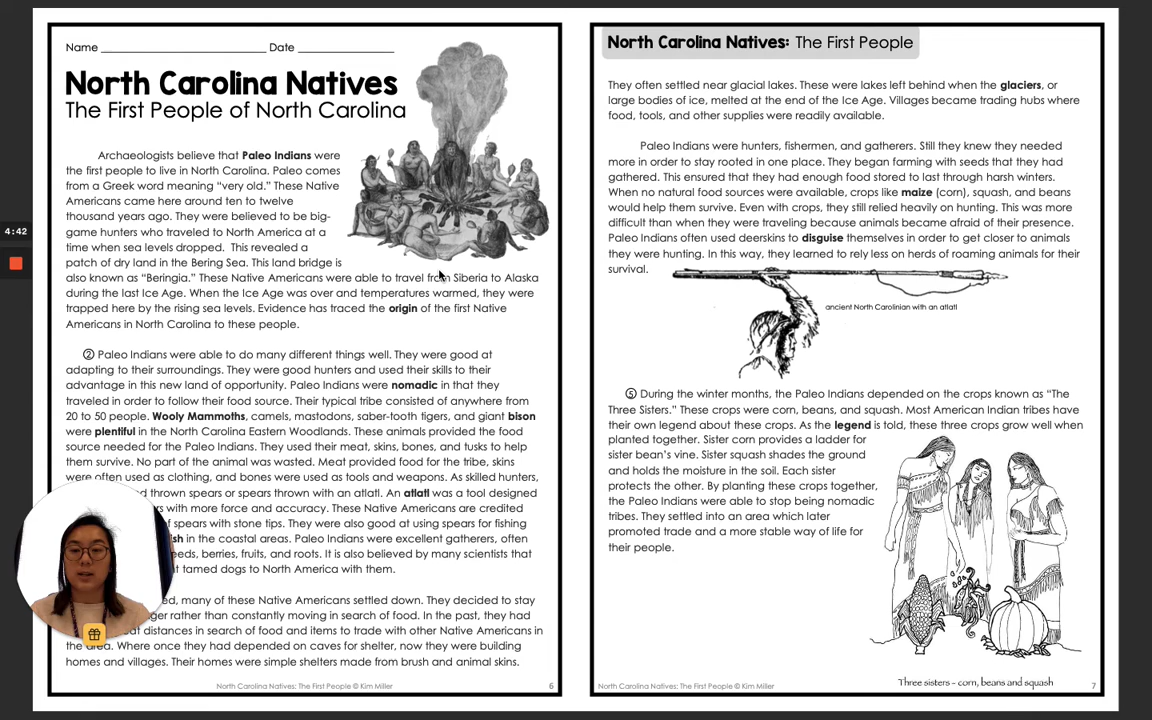 Name ____________________________ Date ________________
North Carolina Natives
The First People of North Carolina
Archaeologists believe that Paleo Indians were
the first people to live in North Carolina. Paleo comes
from a Greek word meaning “very old.” These Native
Americans came here around ten to twelve
thousand years ago. They were believed to be big-
game hunters who traveled to North America at a
time when sea levels dropped. This revealed a
patch of dry land in the Bering Sea. This land bridge is
also known as “Beringia.” These Native Americans were able to travel from Siberia to Alaska
during the last Ice Age. When the Ice Age was over and temperatures warmed, they were
trapped here by the rising sea levels. Evidence has traced the origin of the first Native
Americans in North Carolina to these people.
② Paleo Indians were able to do many different things well. They were good at
adapting to their surroundings. They were good hunters and used their skills to their
advantage in this new land of opportunity. Paleo Indians were nomadic in that they
traveled in order to follow their food source. Their typical tribe consisted of anywhere from
20 to 50 people. Wooly Mammoths, camels, mastodons, saber-tooth tigers, and giant bison
were plentiful in the North Carolina Eastern Woodlands. These animals provided the food
source needed for the Paleo Indians. They used their meat, skins, bones, and tusks to help
them survive. No part of the animal was wasted. Meat provided food for the tribe, skins
were often used as clothing, and bones were used as tools and weapons. As skilled hunters,
d thrown spears or spears thrown with an atlatl. An atlatl was a tool designed
rs with more force and accuracy. These Native Americans are credited
f spears with stone tips. They were also good at using spears for fishing
ish in the coastal areas. Paleo Indians were excellent gatherers, often
eeds, berries, fruits, and roots. It is also believed by many scientists that
t tamed dogs to North America with them.
ed, many of these Native Americans settled down. They decided to stay
ger rather than constantly moving in search of food. In the past, they had
at distances in search of food and items to trade with other Native Americans in
the area. Where once they had depended on caves for shelter, now they were building
homes and villages. Their homes were simple shelters made from brush and animal skins.
North Carolina Natives: The First People © Kim Miller 6
North Carolina Natives: The First People
They often settled near glacial lakes. These were lakes left behind when the glaciers, or
large bodies of ice, melted at the end of the Ice Age. Villages became trading hubs where
food, tools, and other supplies were readily available.
Paleo Indians were hunters, fishermen, and gatherers. Still they knew they needed
more in order to stay rooted in one place. They began farming with seeds that they had
gathered. This ensured that they had enough food stored to last through harsh winters.
When no natural food sources were available, crops like maize (corn), squash, and beans
would help them survive. Even with crops, they still relied heavily on hunting. This was more
difficult than when they were traveling because animals became afraid of their presence.
Paleo Indians often used deerskins to disguise themselves in order to get closer to animals
they were hunting. In this way, they learned to rely less on herds of roaming animals for their
survival.
ancient North Carolinian with an atlatl
⑤ During the winter months, the Paleo Indians depended on the crops known as “The
Three Sisters.” These crops were corn, beans, and squash. Most American Indian tribes have
their own legend about these crops. As the legend is told, these three crops grow well when
planted together. Sister corn provides a ladder for
sister bean’s vine. Sister squash shades the ground
and holds the moisture in the soil. Each sister
protects the other. By planting these crops together,
the Paleo Indians were able to stop being nomadic
tribes. They settled into an area which later
promoted trade and a more stable way of life for
their people.
Three sisters - corn, beans and squash
North Carolina Natives: The First People © Kim Miller 7
4:42